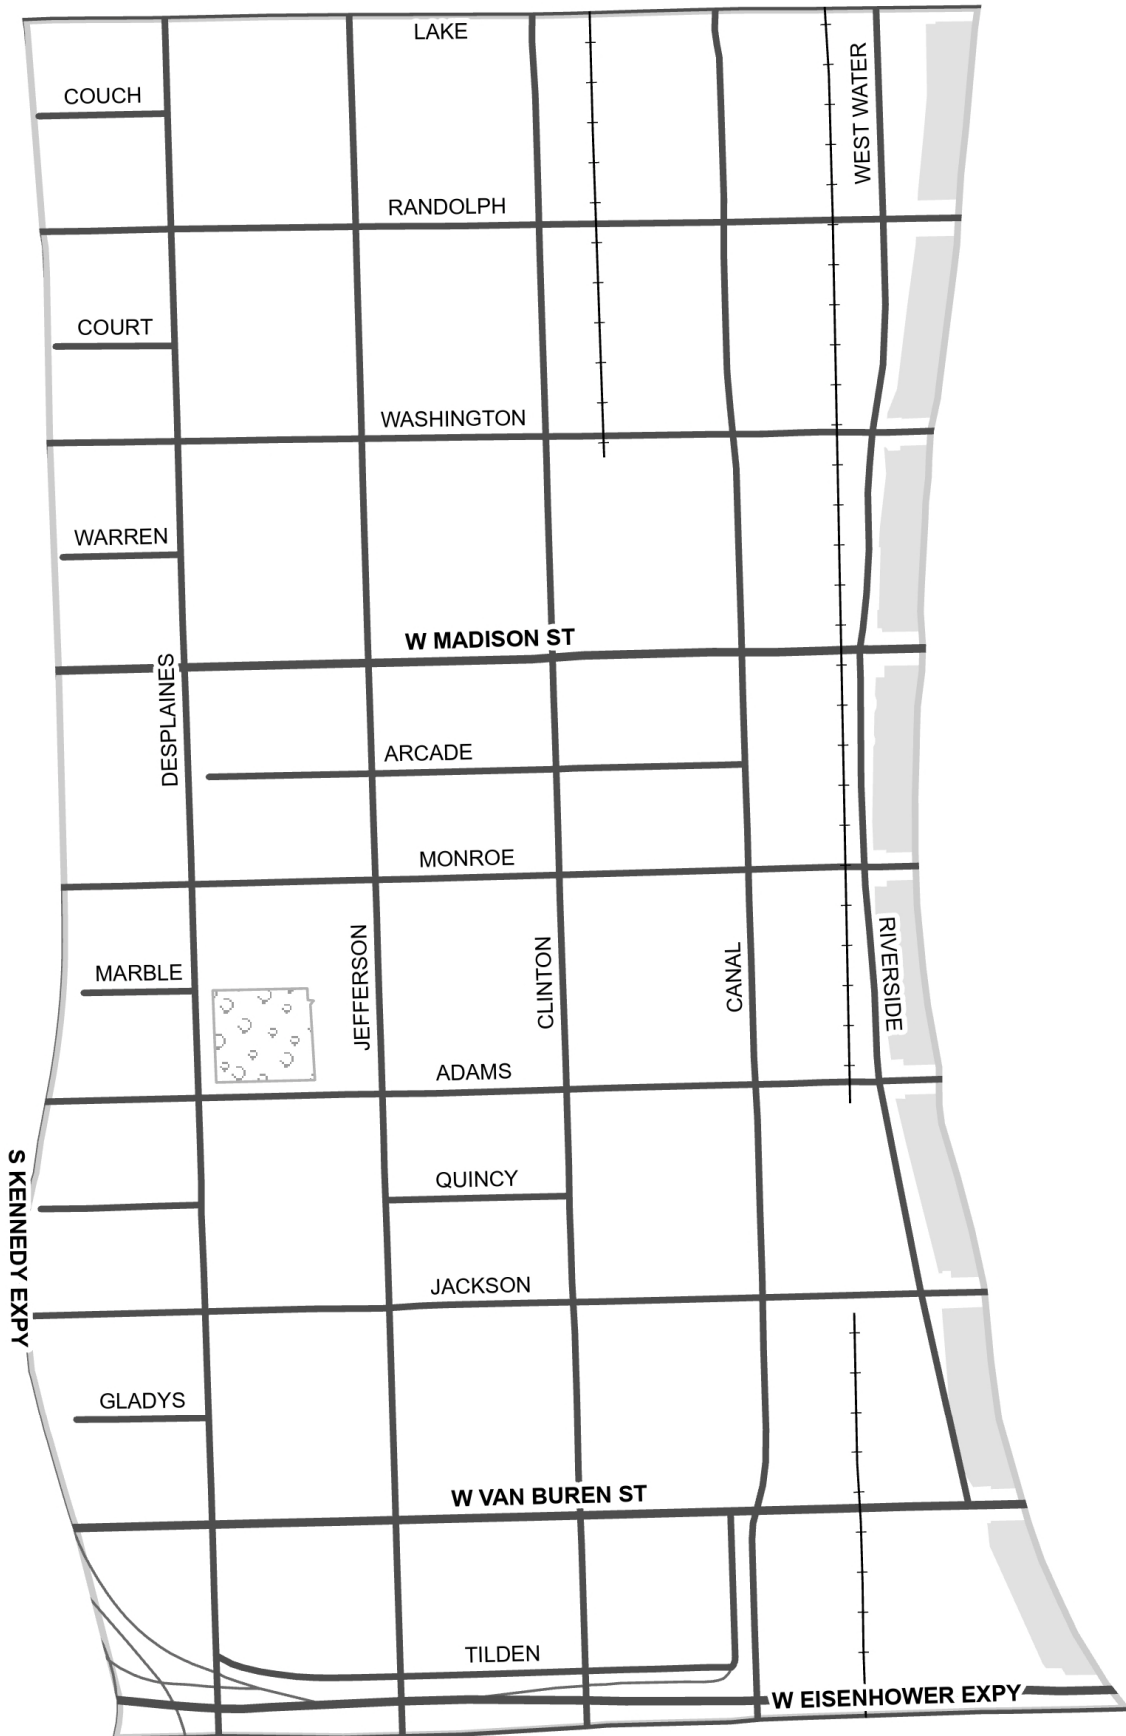 LAKE
COUCH
WEST WATER
RANDOLPH
COURT
WASHINGTON
WARREN
W MADISON ST
DESPLAINES
ARCADE
MONROE
JEFFERSON
CLINTON
CANAL
RIVERSIDE
MARBLE
ADAMS
S KENNEDY EXPY
QUINCY
JACKSON
GLADYS
W VAN BUREN ST
TILDEN
W EISENHOWER EXPY